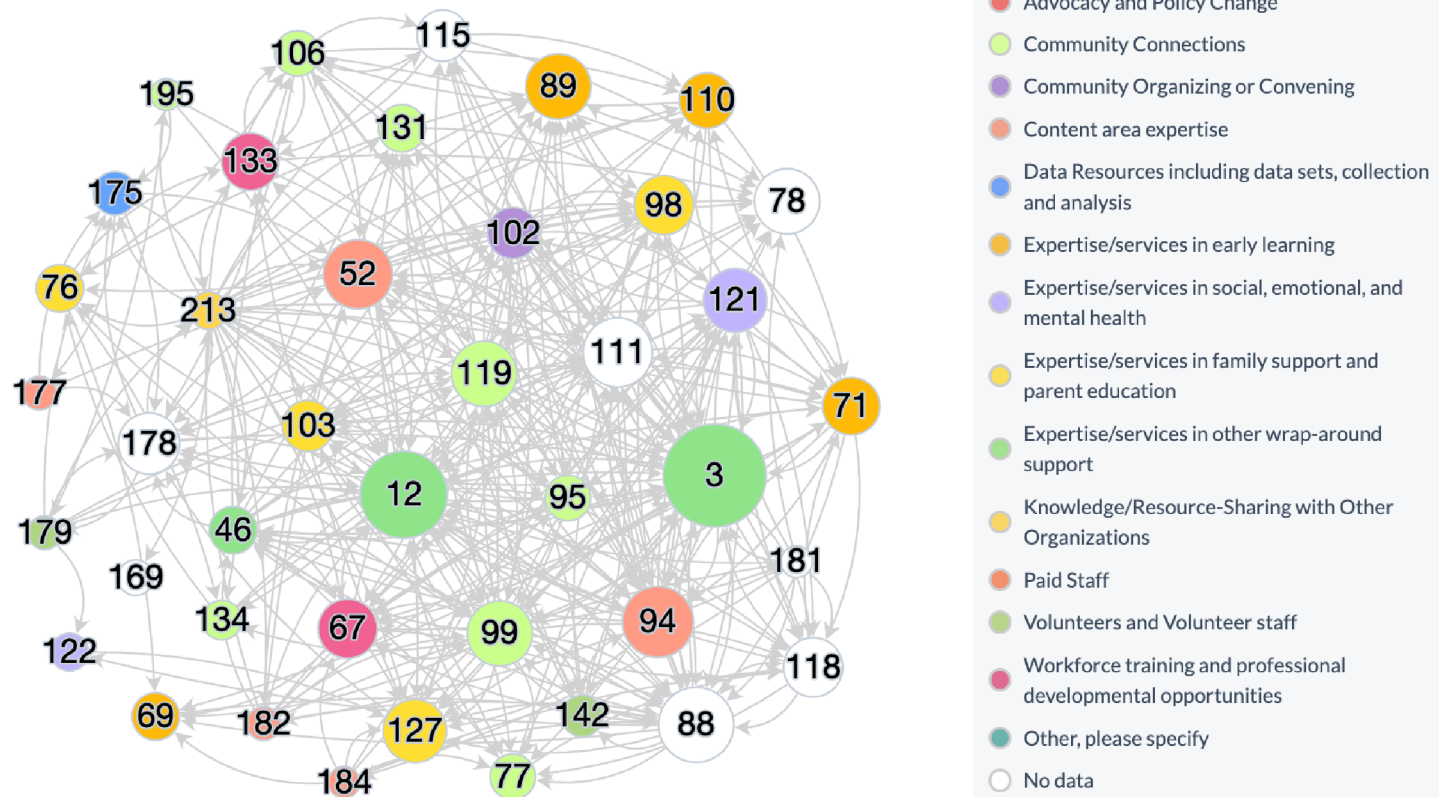 115
106
89
110
195
131
133
175
78
98
102
52
76
121
213
111
119
177
71
103
178
3
12
95
179
46
181
169
134
94
67
99
122
118
69
182
142
88
127
77
184
Advocacy and Policy Change
Community Connections
Community Organizing or Convening
Content area expertise
Data Resources including data sets, collection
and analysis
Expertise/services in early learning
Expertise/services in social, emotional, and
mental health
Expertise/services in family support and
parent education
Expertise/services in other wrap-around
support
Knowledge/Resource-Sharing with Other
Organizations
Paid Staff
Volunteers and Volunteer staff
Workforce training and professional
developmental opportunities
Other, please specify
No data